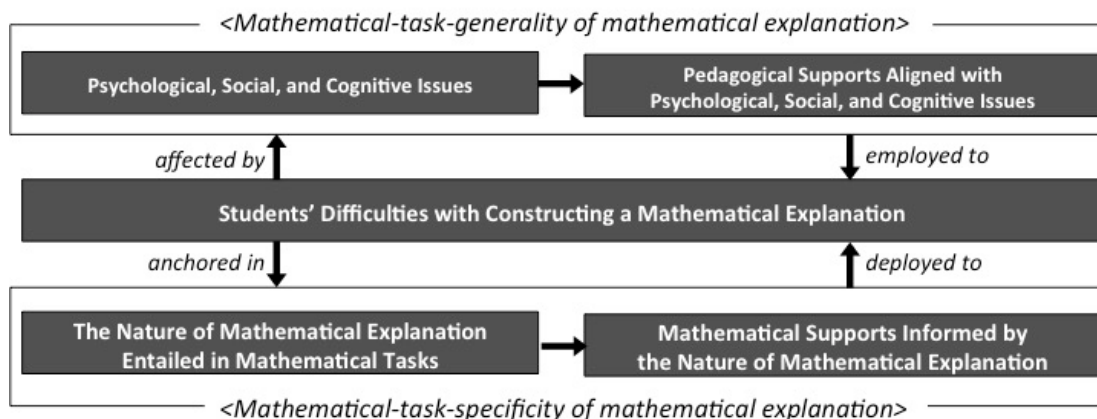 <Mathematical-task-generality of mathematical explanation>
Psychological, Social, and Cognitive Issues
Pedagogical Supports Aligned with
Psychological, Social, and Cognitive Issues
affected by
employed to
Students’ Difficulties with Constructing a Mathematical Explanation
anchored in
deployed to
The Nature of Mathematical Explanation
Entailed in Mathematical Tasks
Mathematical Supports Informed by
the Nature of Mathematical Explanation
<Mathematical-task-specificity of mathematical explanation>